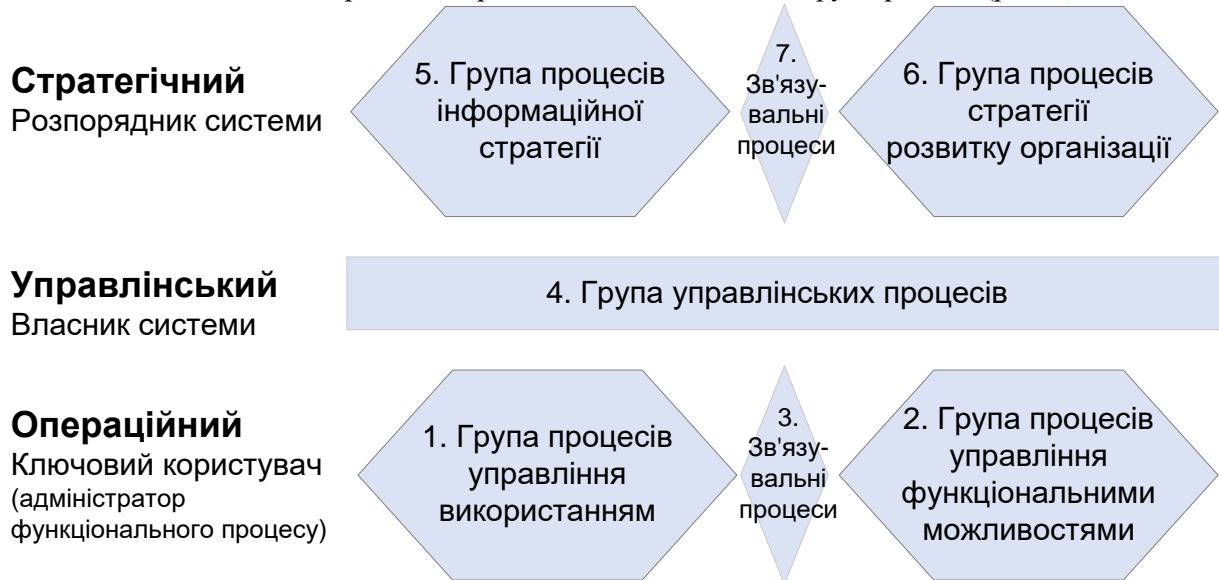 Стратегічний
Розпорядник системи
5. Група процесів
інформаційної
стратегії
7.
Зв'язу-
вальні
процеси
6. Група процесів
стратегії
розвитку організації
Управлінський
Власник системи
4. Група управлінських процесів
Операційний
Ключовий користувач
(адміністратор
функціонального процесу)
1. Група процесів
управління
використанням
3.
Зв'язу-
вальні
процеси
2. Група процесів
управління
функціональними
можливостями